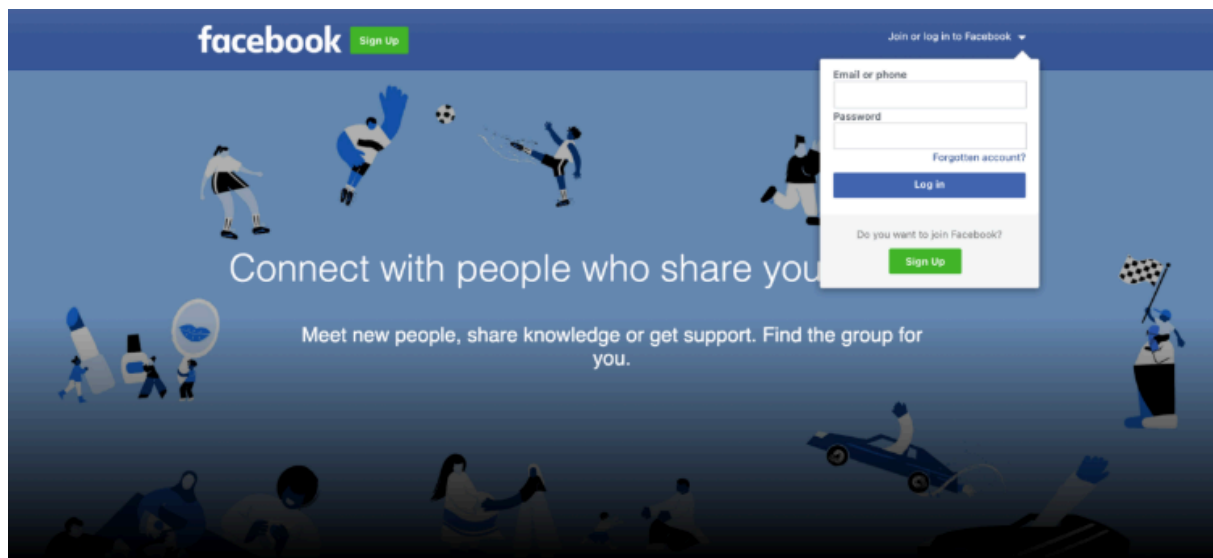 facebook Sign Up
Join or log in to Facebook
Email or phone
Password
Forgotten account?
Log in
Do you want to join Facebook?
Sign Up
Connect with people who share you
Meet new people, share knowledge or get support. Find the group for
you.